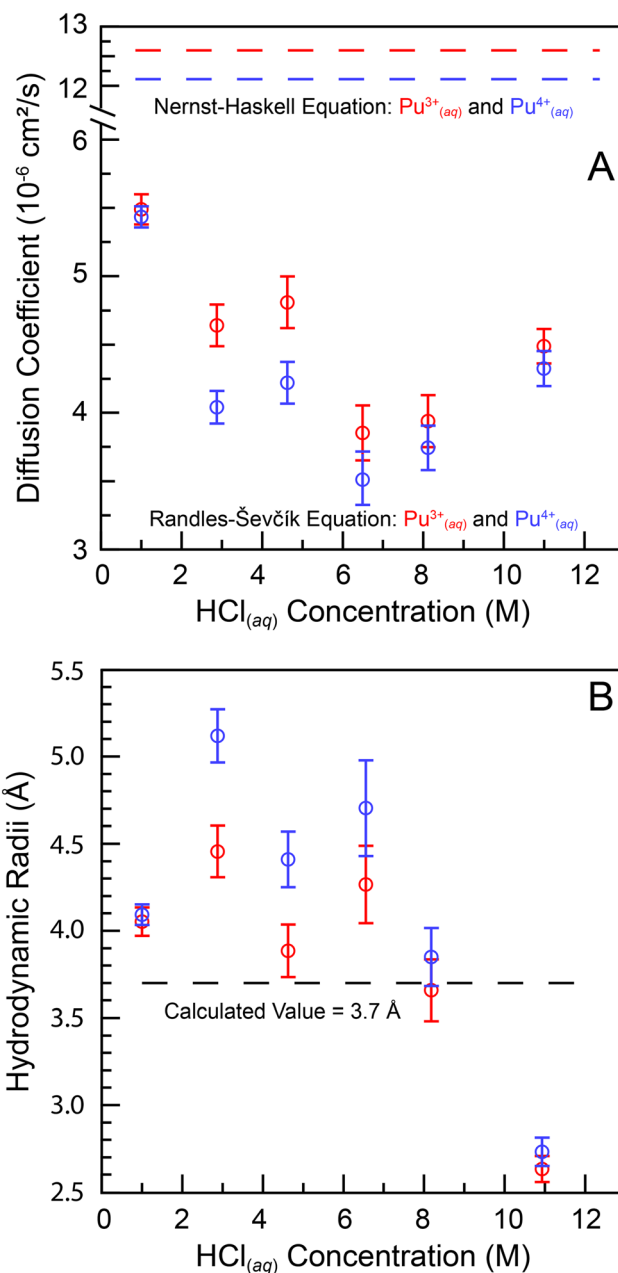 13
12
Nernst-Haskell Equation: Pu³⁺(aq) and Pu⁴⁺(aq)
6
A
5
4
Randles-Ševčík Equation: Pu³⁺(aq) and Pu⁴⁺(aq)
3
0 2 4 6 8 10 12
Diffusion Coefficient (10⁻⁶ cm²/s)
HCl(aq) Concentration (M)
5.5
B
5.0
4.5
4.0
Calculated Value = 3.7 Å
3.5
3.0
2.5
0 2 4 6 8 10 12
Hydrodynamic Radii (Å)
HCl(aq) Concentration (M)